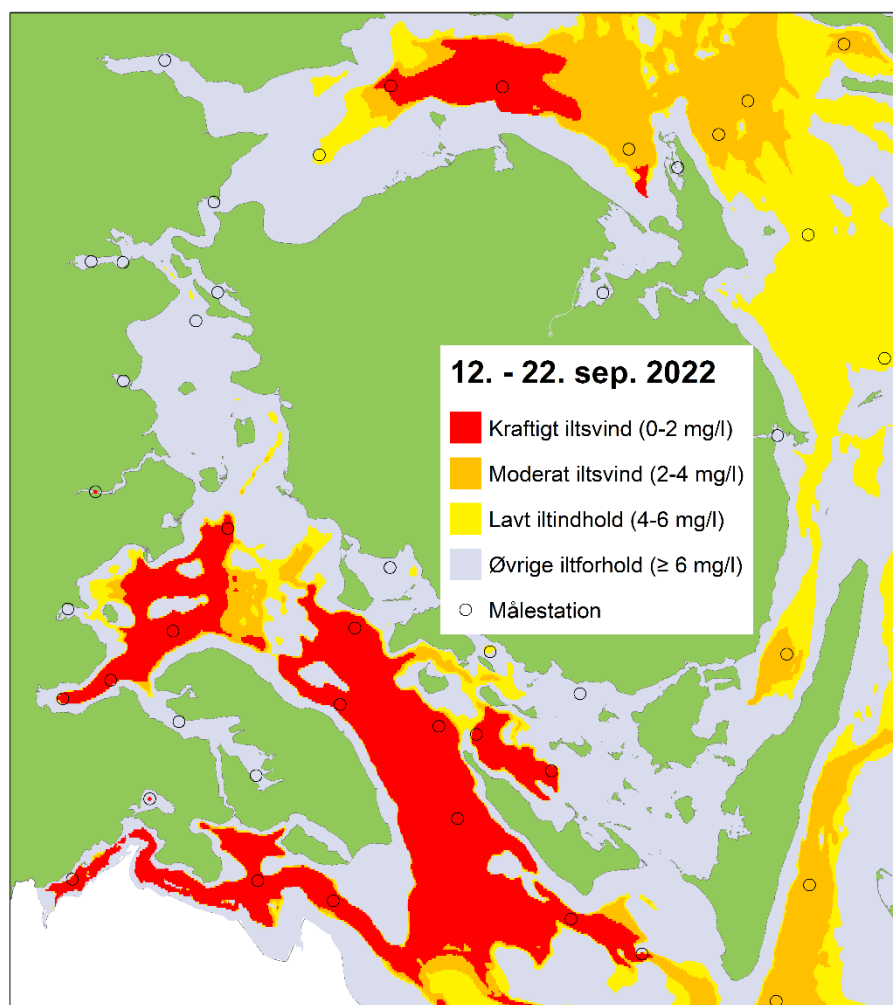 12. - 22. sep. 2022
Kraftigt iltsvind (0-2 mg/l)
Moderat iltsvind (2-4 mg/l)
Lavt iltindhold (4-6 mg/l)
Øvrige iltforhold (≥ 6 mg/l)
Målestation